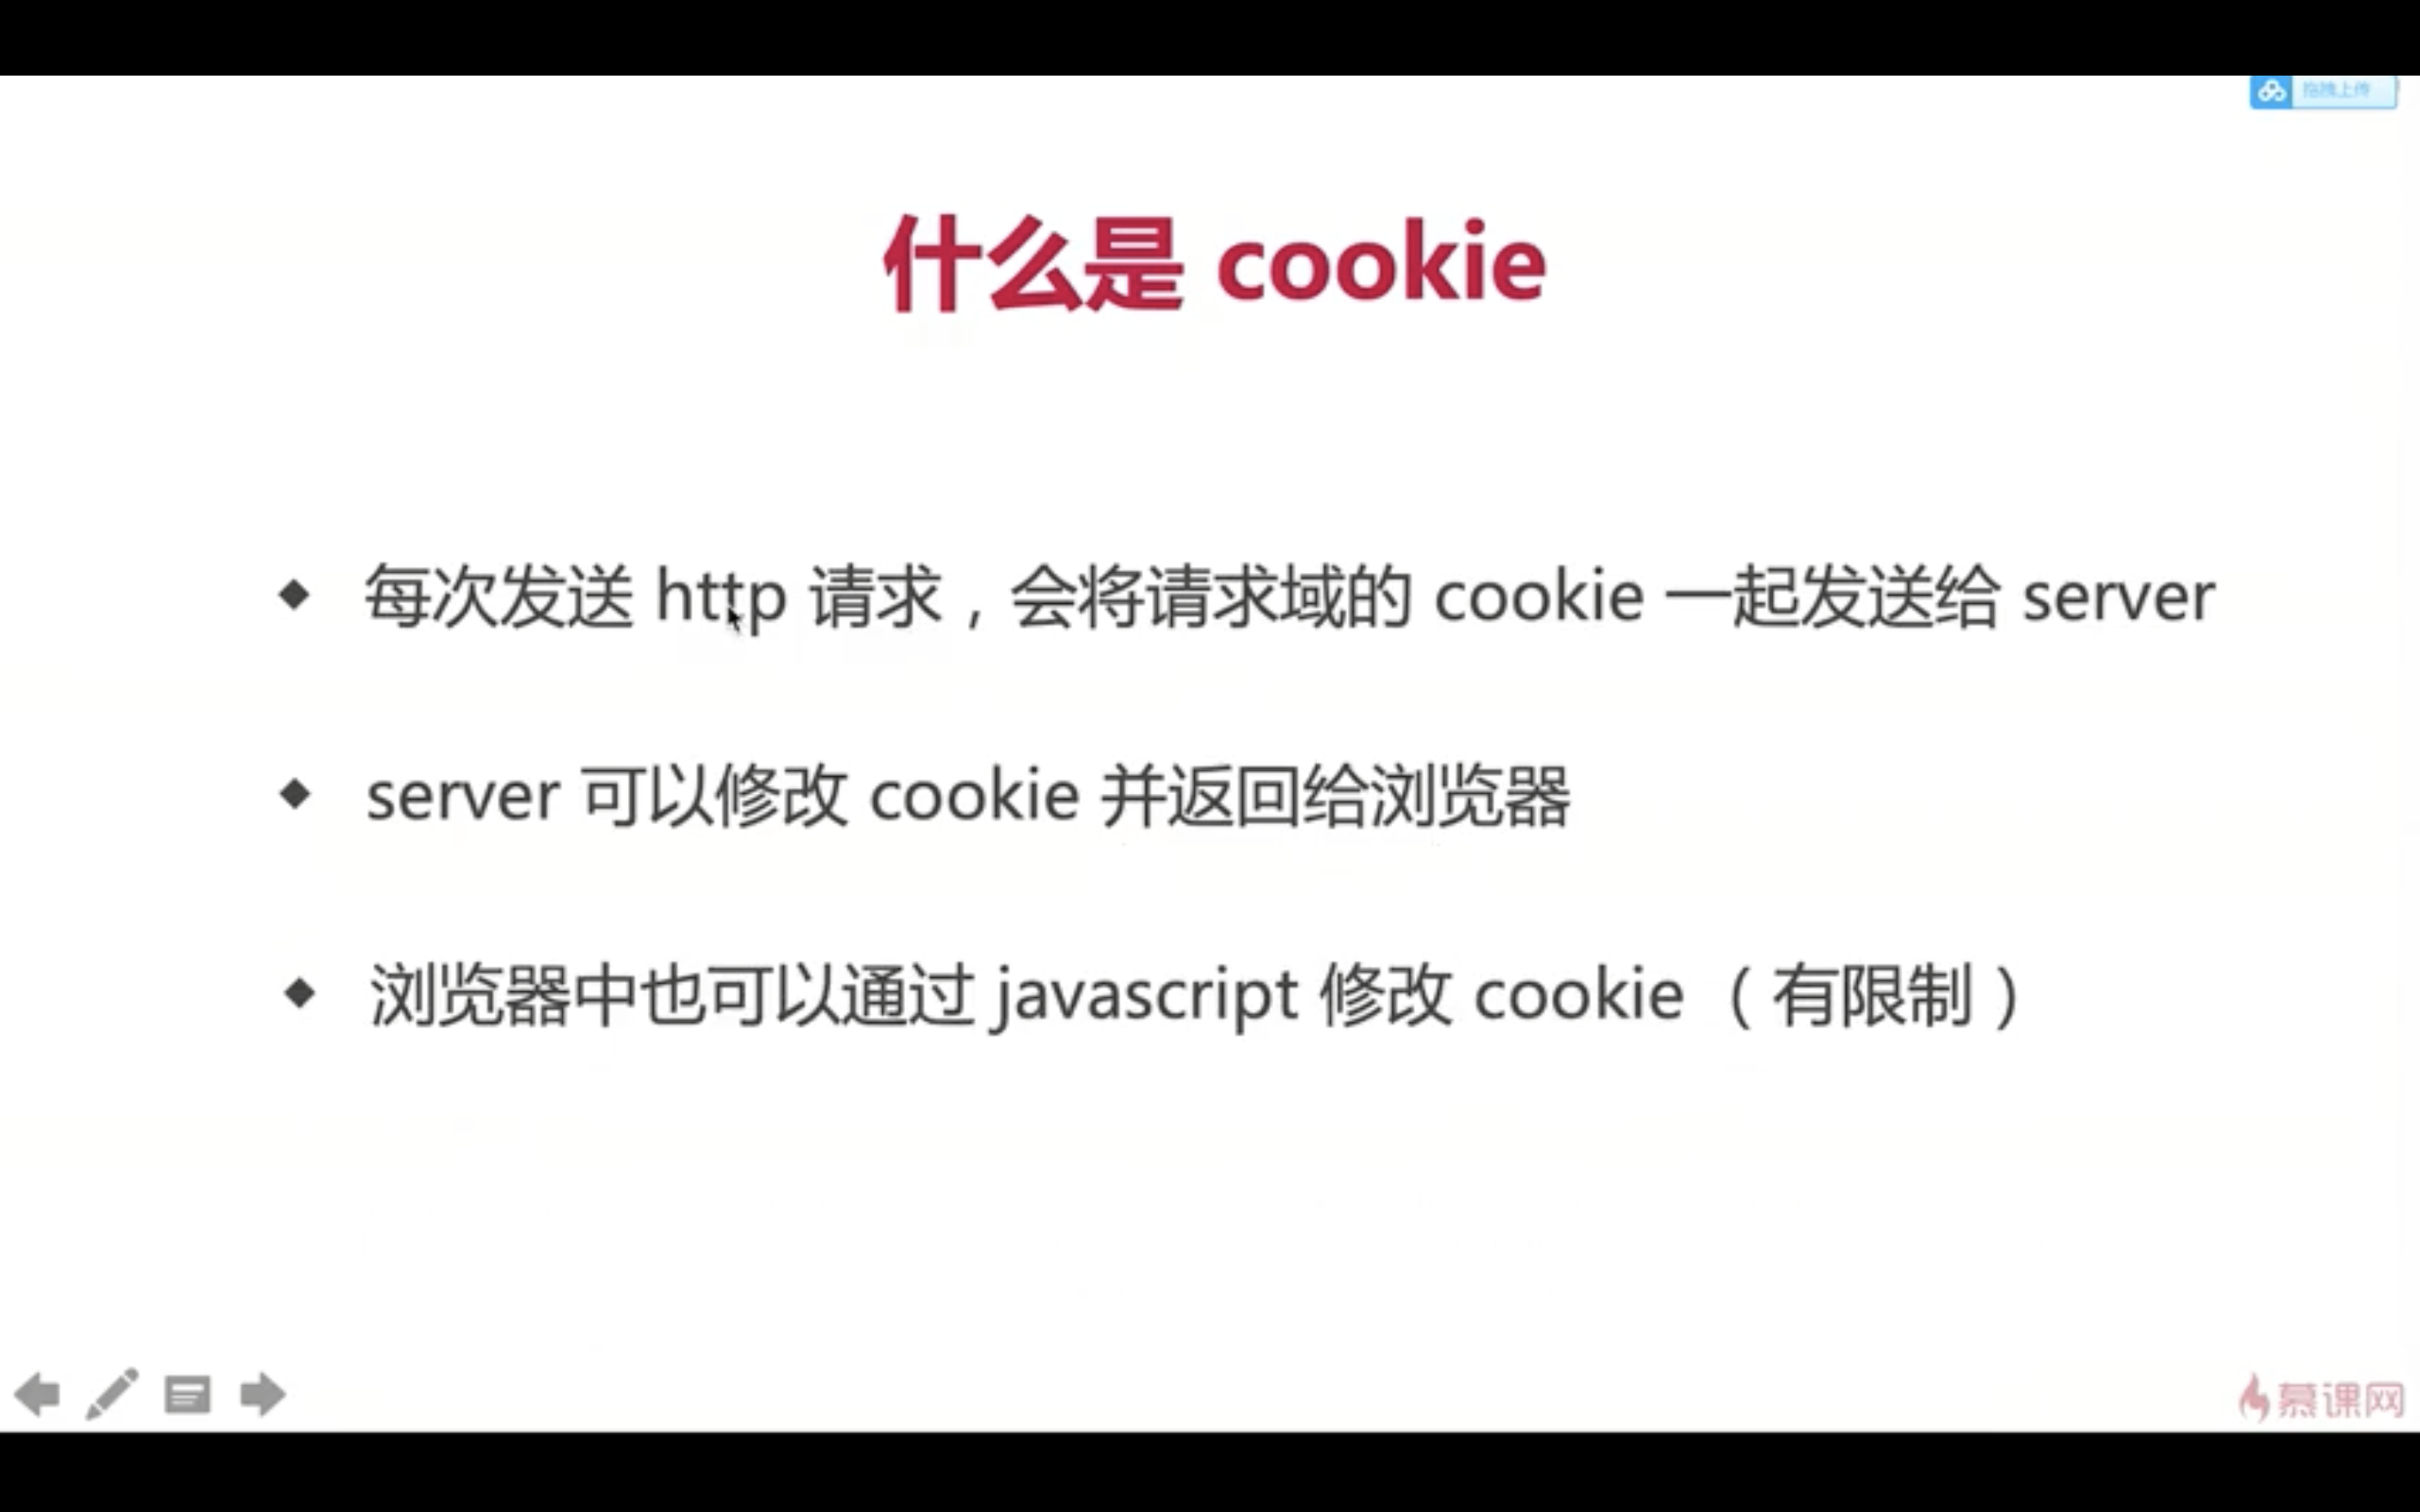 拖拽上传
什么是 cookie
◆ 每次发送 http 请求，会将请求域的 cookie 一起发送给 server
◆ server 可以修改 cookie 并返回给浏览器
◆ 浏览器中也可以通过 javascript 修改 cookie （有限制）
慕课网